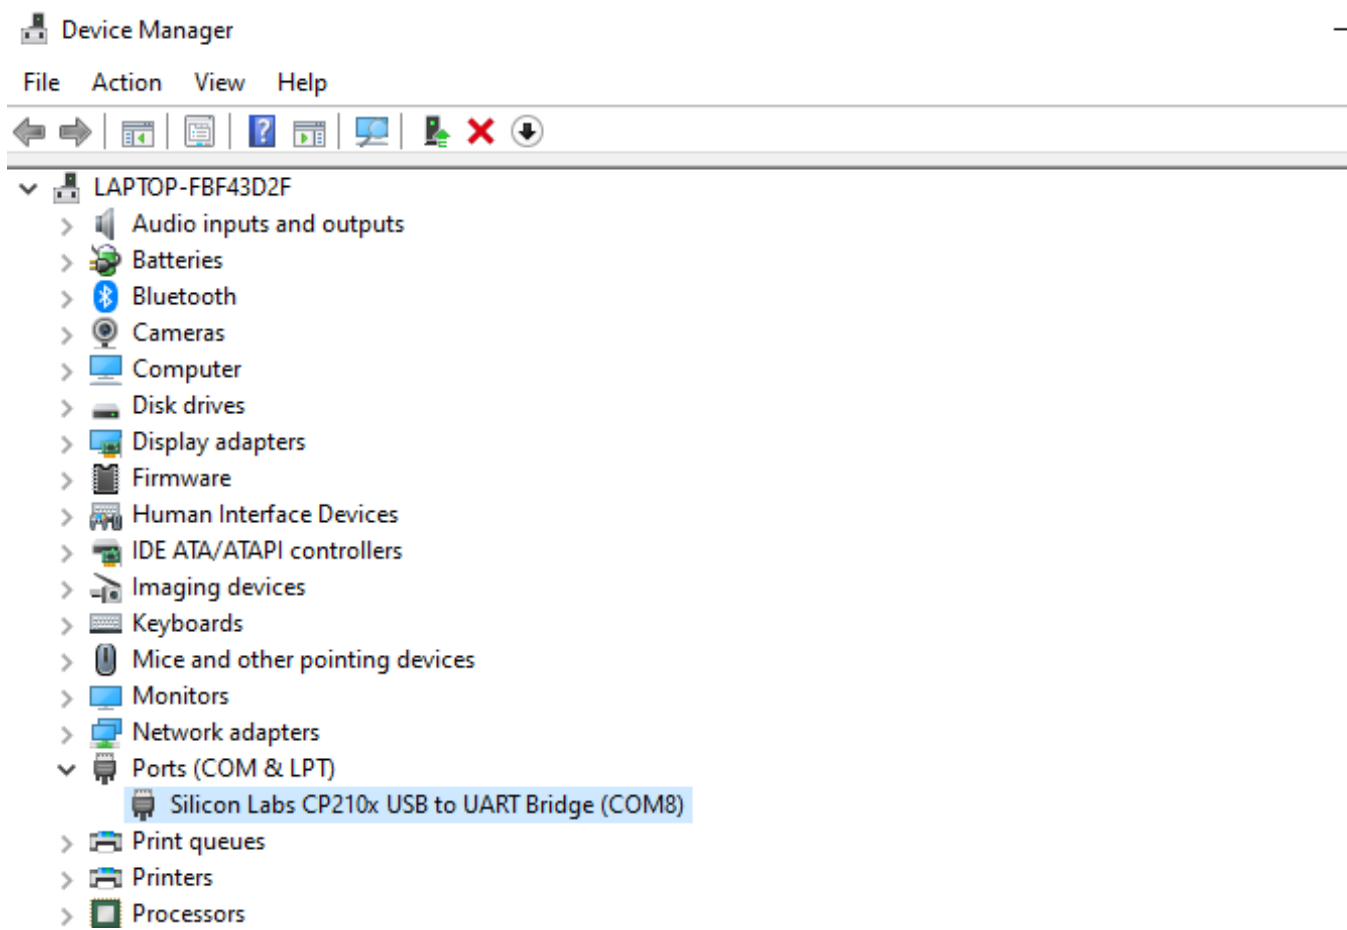 Device Manager
File Action View Help
LAPTOP-FBF43D2F
Audio inputs and outputs
Batteries
Bluetooth
Cameras
Computer
Disk drives
Display adapters
Firmware
Human Interface Devices
IDE ATA/ATAPI controllers
Imaging devices
Keyboards
Mice and other pointing devices
Monitors
Network adapters
Ports (COM & LPT)
Silicon Labs CP210x USB to UART Bridge (COM8)
Print queues
Printers
Processors